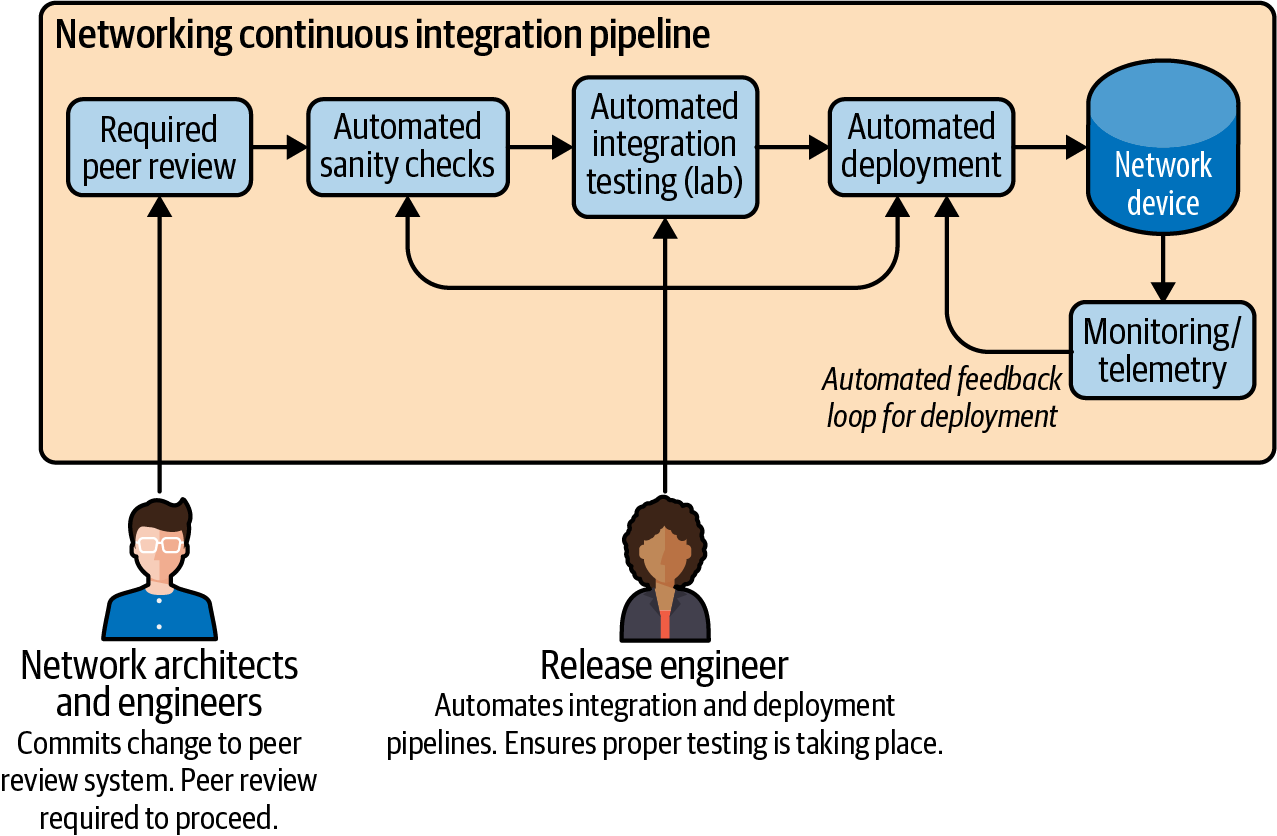 Networking continuous integration pipeline
Required
peer review
Automated
sanity checks
Automated
integration
testing (lab)
Automated
deployment
Network
device
Monitoring/
telemetry
Automated feedback
loop for deployment
Network architects
and engineers
Commits change to peer
review system. Peer review
required to proceed.
Release engineer
Automates integration and deployment
pipelines. Ensures proper testing is taking place.